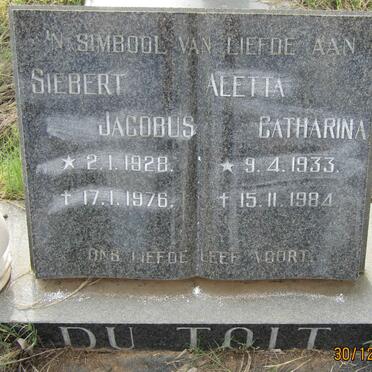 'N SIMBOOL VAN LIEFDE AAN
SIEBERT
JACOBUS
★ 2.1.1928.
✝ 17.1.1976.
ALETTA
CATHARINA
★ 9.4.1933.
✝ 15.11.1984
ONS LIEFDE LEEF VOORT.
DU TOIT
30/12